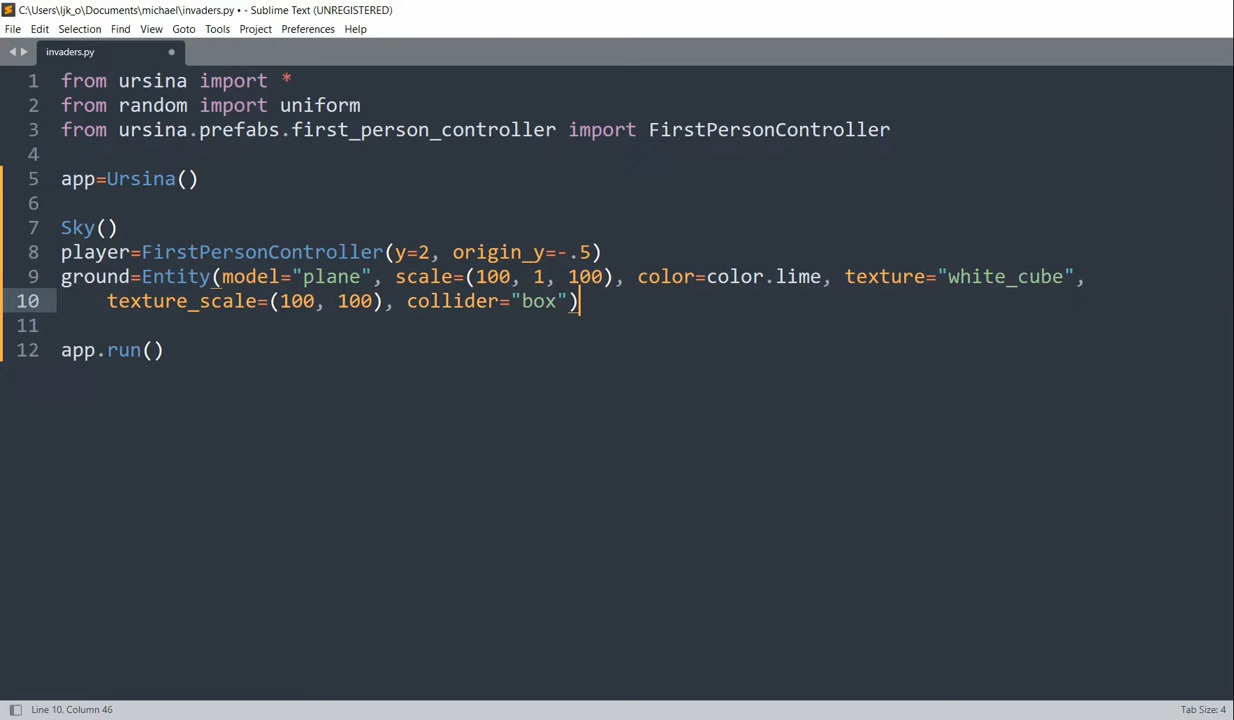 C:\Users\ljk_o\Documents\michael\invaders.py • - Sublime Text (UNREGISTERED)
File Edit Selection Find View Goto Tools Project Preferences Help
invaders.py
1 from ursina import *
2 from random import uniform
3 from ursina.prefabs.first_person_controller import FirstPersonController
4
5 app=Ursina()
6
7 Sky()
8 player=FirstPersonController(y=2, origin_y=-.5)
9 ground=Entity(model="plane", scale=(100, 1, 100), color=color.lime, texture="white_cube",
10     texture_scale=(100, 100), collider="box")
11
12 app.run()
Line 10, Column 46 Tab Size: 4